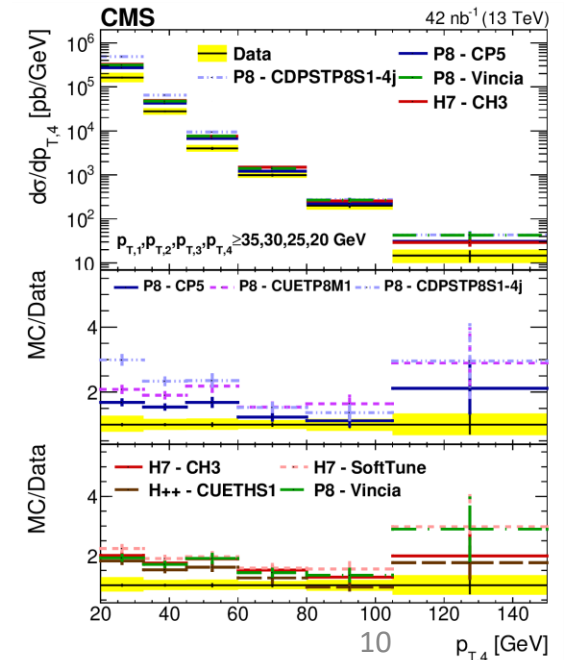 CMS 42 nb⁻¹ (13 TeV)
dσ/dp_T,4 [pb/GeV]
10⁶
10⁵
10⁴
10³
10²
10
Data P8 - CP5
P8 - CDPSTP8S1-4j P8 - Vincia
H7 - CH3
p_T,1,p_T,2,p_T,3,p_T,4≥35,30,25,20 GeV
MC/Data
P8 - CP5 P8 - CUETP8M1 P8 - CDPSTP8S1-4j
4
2
MC/Data
H7 - CH3 H7 - SoftTune
H++ - CUETHS1 P8 - Vincia
4
2
20 40 60 80 100 120 140
10 p_T,4 [GeV]